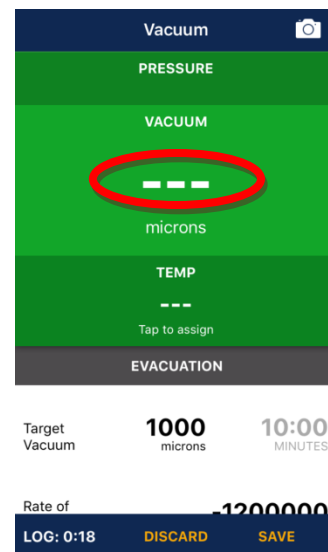 Vacuum
PRESSURE
VACUUM
---
microns
TEMP
---
Tap to assign
EVACUATION
Target Vacuum 1000 microns 10:00 MINUTES
Rate of -1200000
LOG: 0:18 DISCARD SAVE